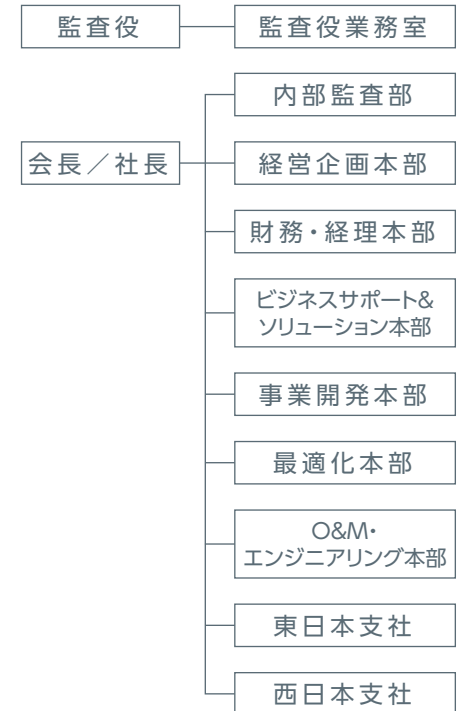 監査役
監査役業務室
内部監査部
会長／社長
経営企画本部
財務・経理本部
ビジネスサポート&
ソリューション本部
事業開発本部
最適化本部
O&M・
エンジニアリング本部
東日本支社
西日本支社